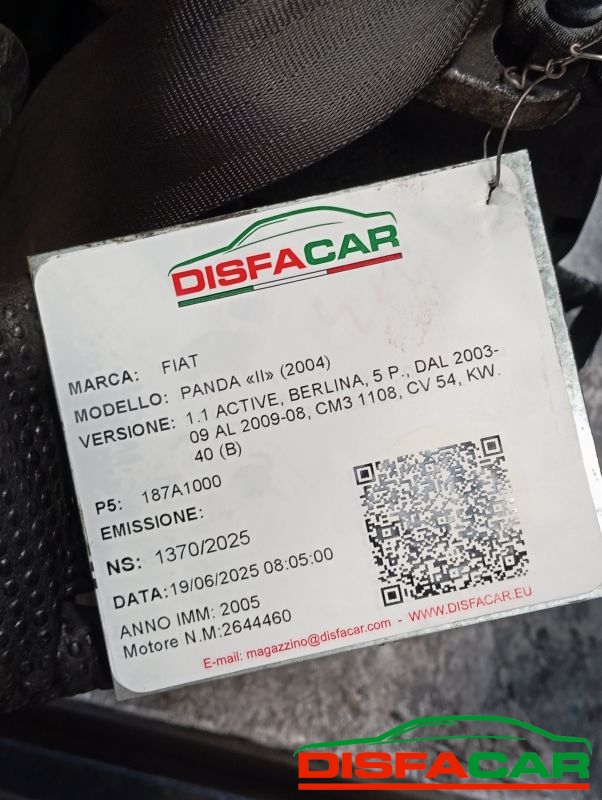 DISFACAR
MARCA: FIAT
MODELLO: PANDA «II» (2004)
VERSIONE: 1.1 ACTIVE, BERLINA, 5 P., DAL 2003-
09 AL 2009-08, CM3 1108, CV 54, KW.
40 (B)
P5: 187A1000
EMISSIONE:
NS: 1370/2025
DATA:19/06/2025 08:05:00
ANNO IMM: 2005
Motore N.M:2644460
E-mail: magazzino@disfacar.com - WWW.DISFACAR.EU
DISFACAR